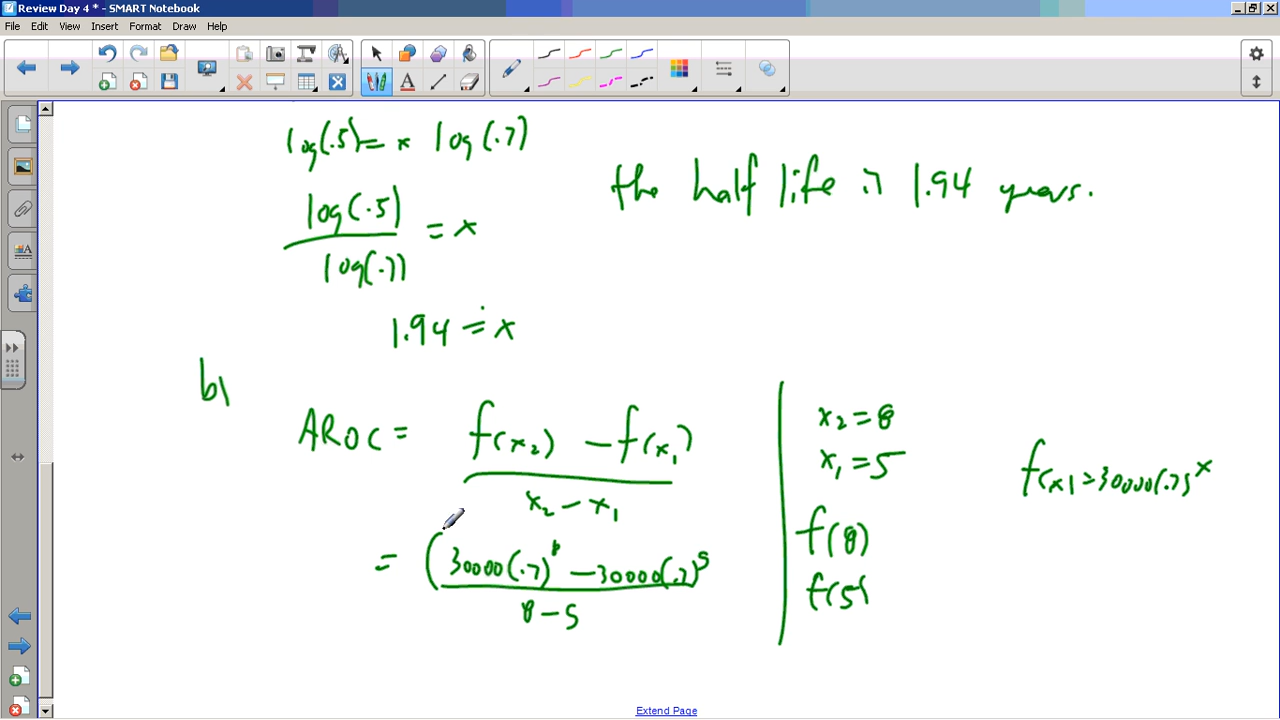 Review Day 4 * - SMART Notebook
File Edit View Insert Format Draw Help
log(.5)= x log(.7)
log(.5)
log(.7)
= x
1.94 ≐ x
the half life is 1.94 years.
b)
AROC = f(x₂) - f(x₁)
x₂ - x₁
= (30000(.7)⁸ - 30000(.7)⁵
8 - 5
x₂ = 8
x₁ = 5
f(8)
f(5)
f(x) = 30000(.7)ˣ
Extend Page